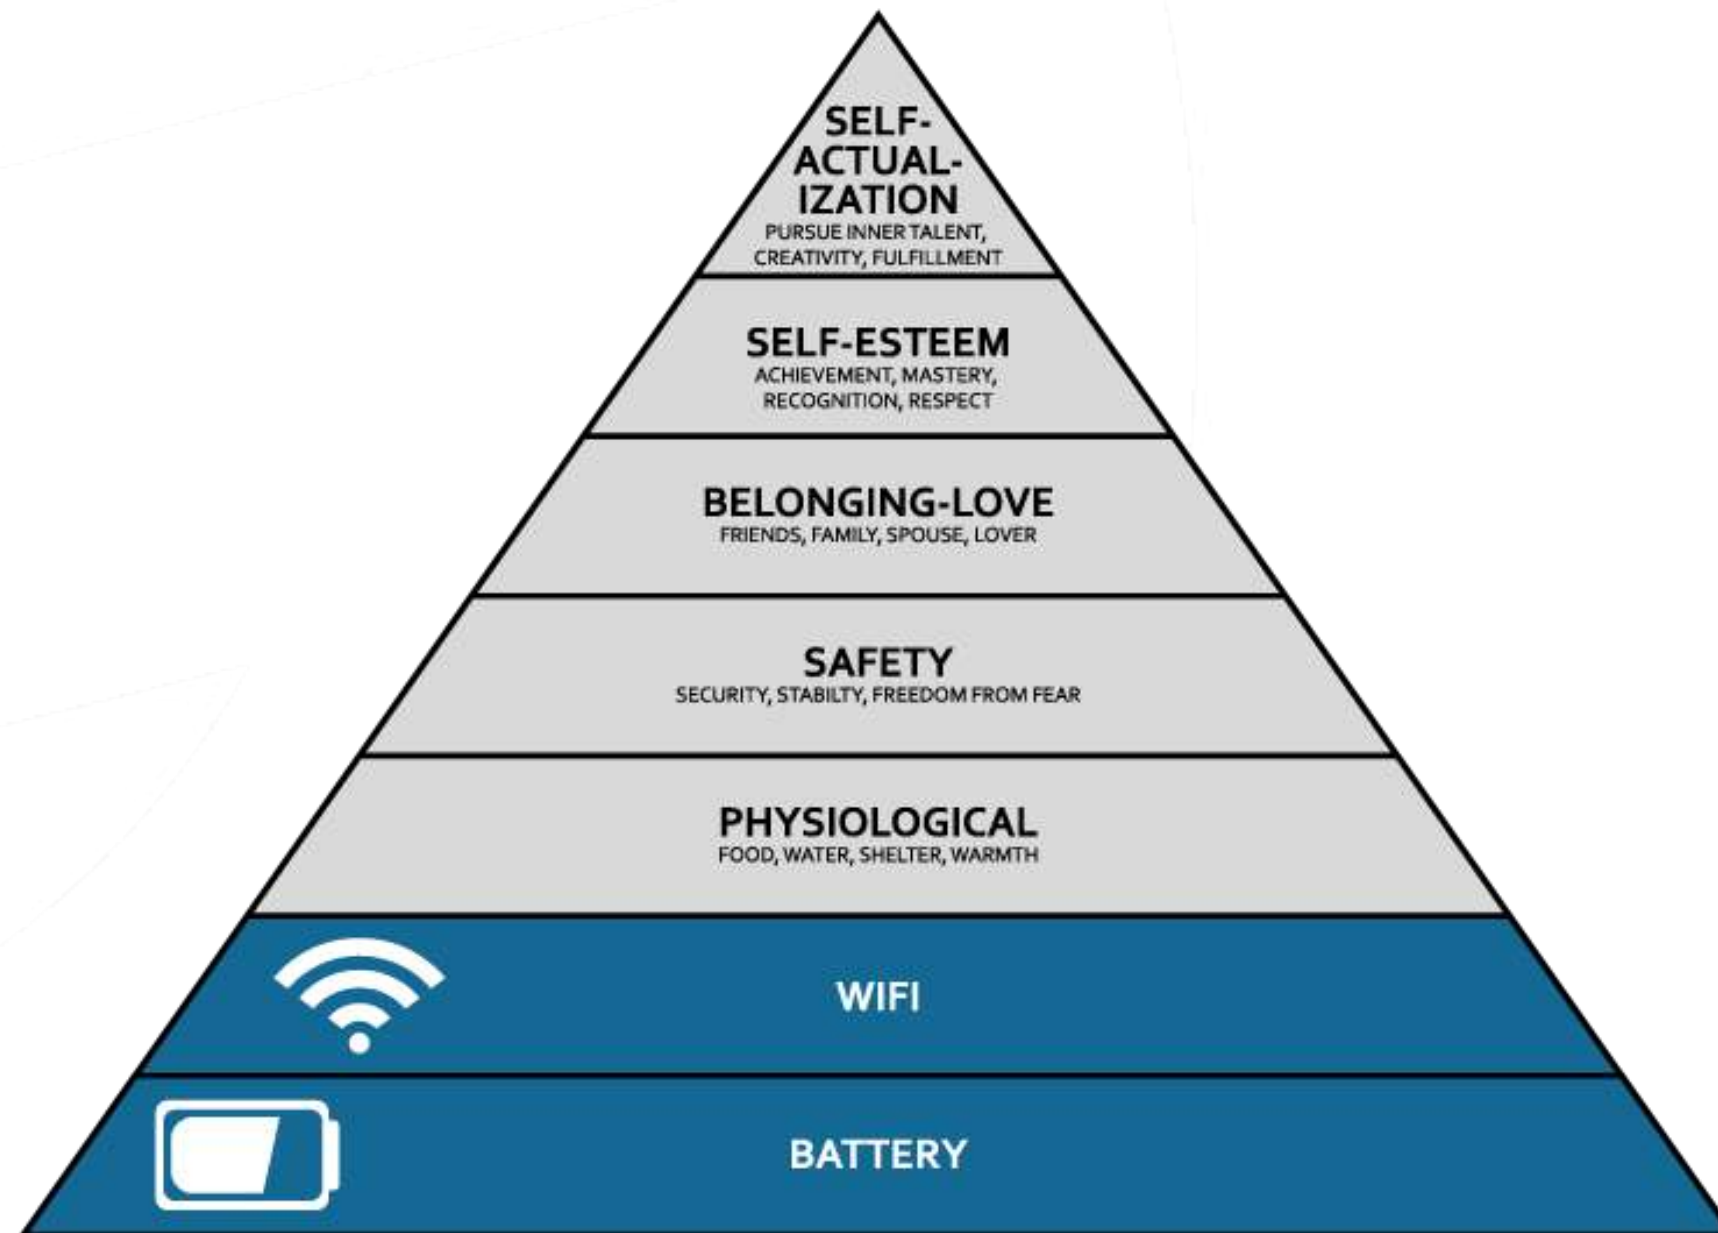 SELF-
ACTUAL-
IZATION
PURSUE INNER TALENT,
CREATIVITY, FULFILLMENT
SELF-ESTEEM
ACHIEVEMENT, MASTERY,
RECOGNITION, RESPECT
BELONGING-LOVE
FRIENDS, FAMILY, SPOUSE, LOVER
SAFETY
SECURITY, STABILTY, FREEDOM FROM FEAR
PHYSIOLOGICAL
FOOD, WATER, SHELTER, WARMTH
WIFI
BATTERY